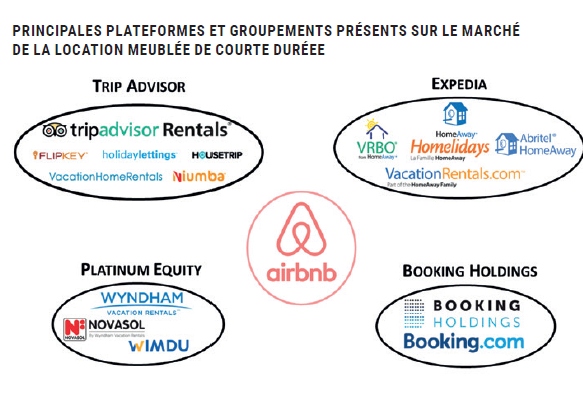 PRINCIPALES PLATEFORMES ET GROUPEMENTS PRÉSENTS SUR LE MARCHÉ
DE LA LOCATION MEUBLÉE DE COURTE DURÉEE
TRIP ADVISOR
tripadvisor Rentals
FLIPKEY holidaylettings HOUSETRIP
VacationHomeRentals Niumba
EXPEDIA
HomeAway
VRBO
from HomeAway
Homelidays
La Famille HomeAway
Abritel
HomeAway
VacationRentals.com
Part of the HomeAway Family
airbnb
PLATINUM EQUITY
WYNDHAM
VACATION RENTALS
N:
NOVASOL
NOVASOL
By Wyndham Vacation Rentals
WIMDU
BOOKING HOLDINGS
BOOKING
HOLDINGS
Booking.com